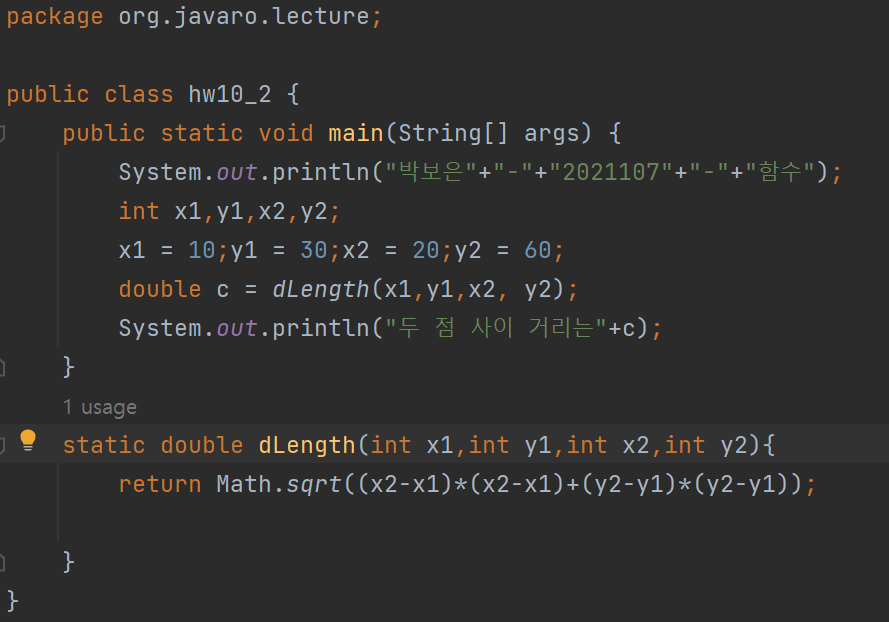 package org.javaro.lecture;
public class hw10_2 {
public static void main(String[] args) {
System.out.println("박보은"+"-"+"2021107"+"-"+"함수");
int x1,y1,x2,y2;
x1 = 10;y1 = 30;x2 = 20;y2 = 60;
double c = dLength(x1,y1,x2, y2);
System.out.println("두 점 사이 거리는"+c);
}
1 usage
static double dLength(int x1,int y1,int x2,int y2){
return Math.sqrt((x2-x1)*(x2-x1)+(y2-y1)*(y2-y1));
}
}